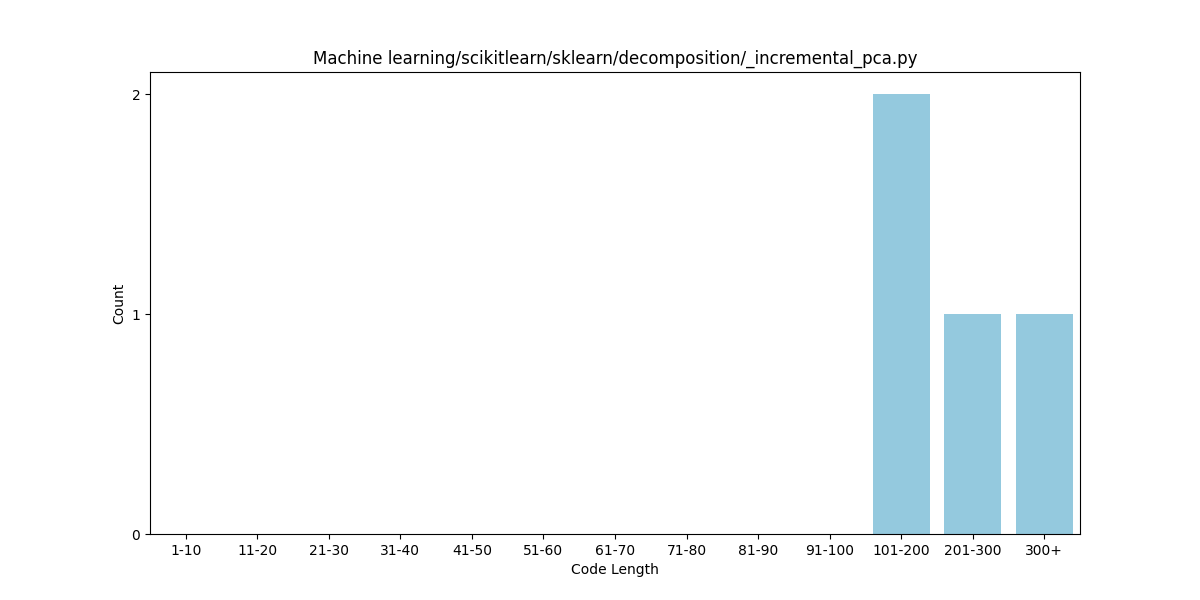 Machine learning/scikitlearn/sklearn/decomposition/_incremental_pca.py
2
1
0
Count
1-10 11-20 21-30 31-40 41-50 51-60 61-70 71-80 81-90 91-100 101-200 201-300 300+
Code Length